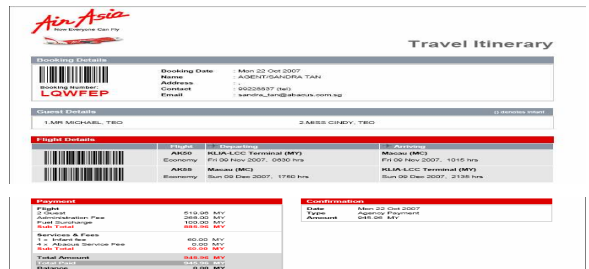 Air Asia
Now Everyone Can Fly
Travel Itinerary
Booking Details
Booking Number:
LQWFEP
Booking Date : Mon 22 Oct 2007
Name : AGENT/SANDRA TAN
Address : .
Contact : 99228837 (tel)
Email : sandra_tan@abacus.com.sg
Guest Details () denotes infant
1.MR MICHAEL, TEO 2.MISS CINDY, TEO
Flight Details
Flight Departing Arriving
AK50 KLIA-LCC Terminal (MY) Macau (MC)
Economy Fri 09 Nov 2007, 0630 hrs Fri 09 Nov 2007, 1015 hrs
AK55 Macau (MC) KLIA-LCC Terminal (MY)
Economy Sun 09 Dec 2007, 1750 hrs Sun 09 Dec 2007, 2135 hrs
Payment
Flight
2 Guest 519.96 MY
Administration Fee 266.00 MY
Fuel Surcharge 100.00 MY
Sub Total 885.96 MY
Services & Fees
1 x Infant fee 60.00 MY
4 x Abacus Service Fee 0.00 MY
Sub Total 60.00 MY
Total Amount 945.96 MY
Total Paid 945.96 MY
Balance 0.00 MY
Confirmation
Date Mon 22 Oct 2007
Type Agency Payment
Amount 945.96 MY